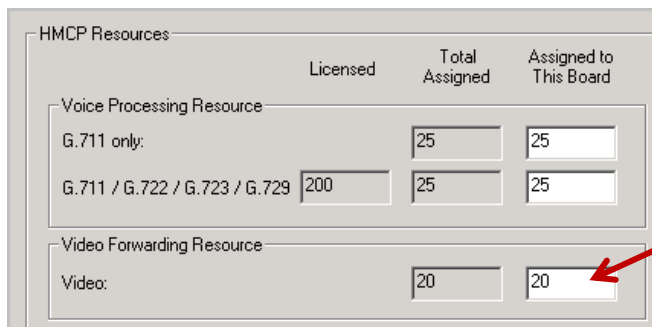 HMCP Resources
Licensed Total Assigned Assigned to This Board
Voice Processing Resource
G.711 only: 25 25
G.711 / G.722 / G.723 / G.729 200 25 25
Video Forwarding Resource
Video: 20 20